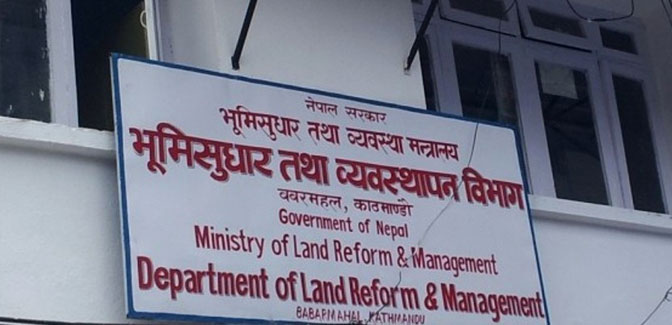 नेपाल सरकार
भूमिसुधार तथा व्यवस्था मन्त्रालय
भूमिसुधार तथा व्यवस्थापन विभाग
ववरमहल, काठमाण्डौ
Government of Nepal
Ministry of Land Reform & Management
Department of Land Reform & Management
BABARMAHAL, KATHMANDU